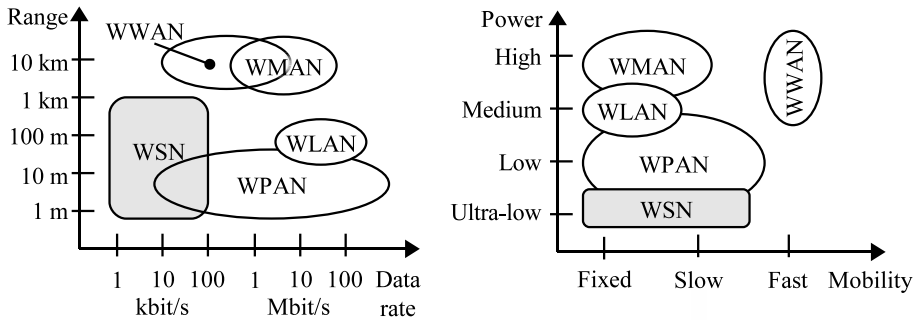 Range
WWAN
10 km
WMAN
1 km
100 m
WSN
WLAN
10 m
WPAN
1 m
1 10 100 1 10 100 Data
kbit/s Mbit/s rate
Power
High
WMAN
WWAN
Medium
WLAN
Low
WPAN
Ultra-low
WSN
Fixed Slow Fast Mobility